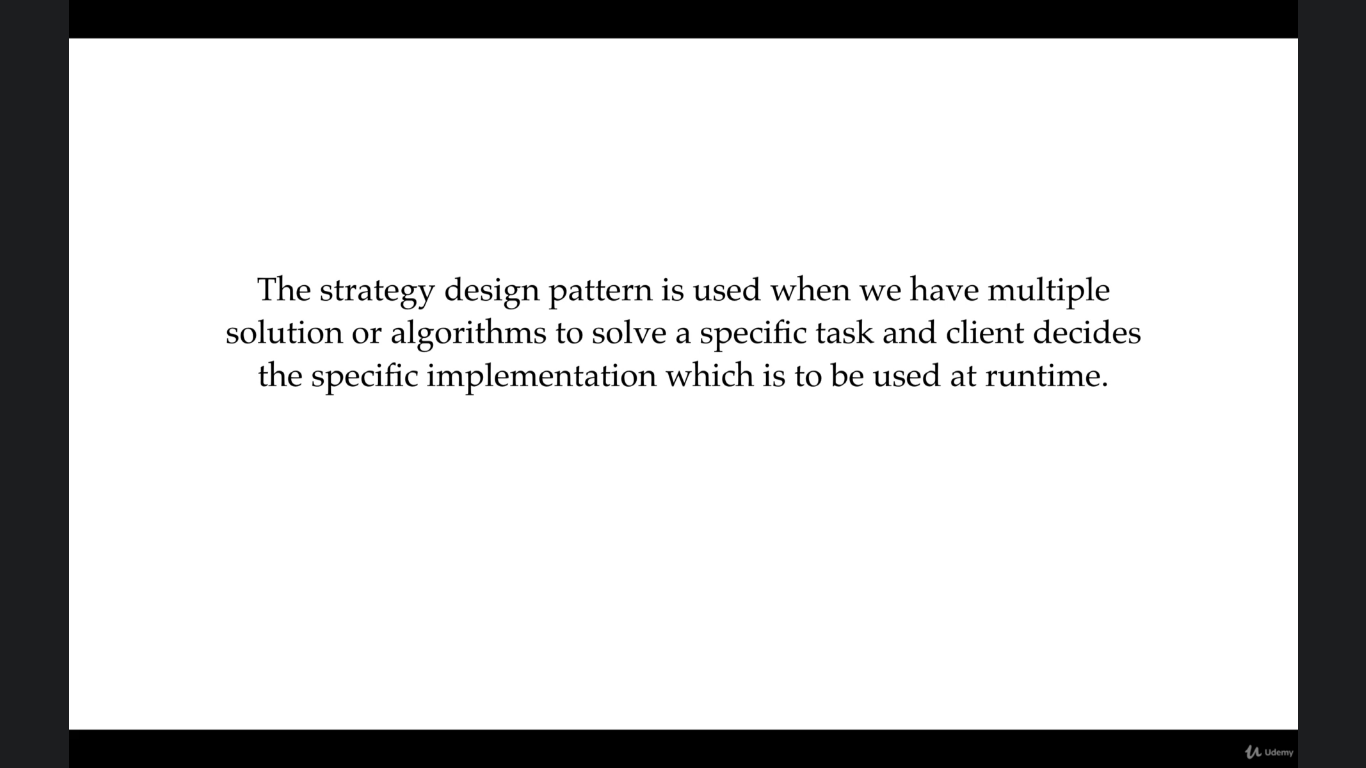 The strategy design pattern is used when we have multiple
solution or algorithms to solve a specific task and client decides
the specific implementation which is to be used at runtime.
Udemy